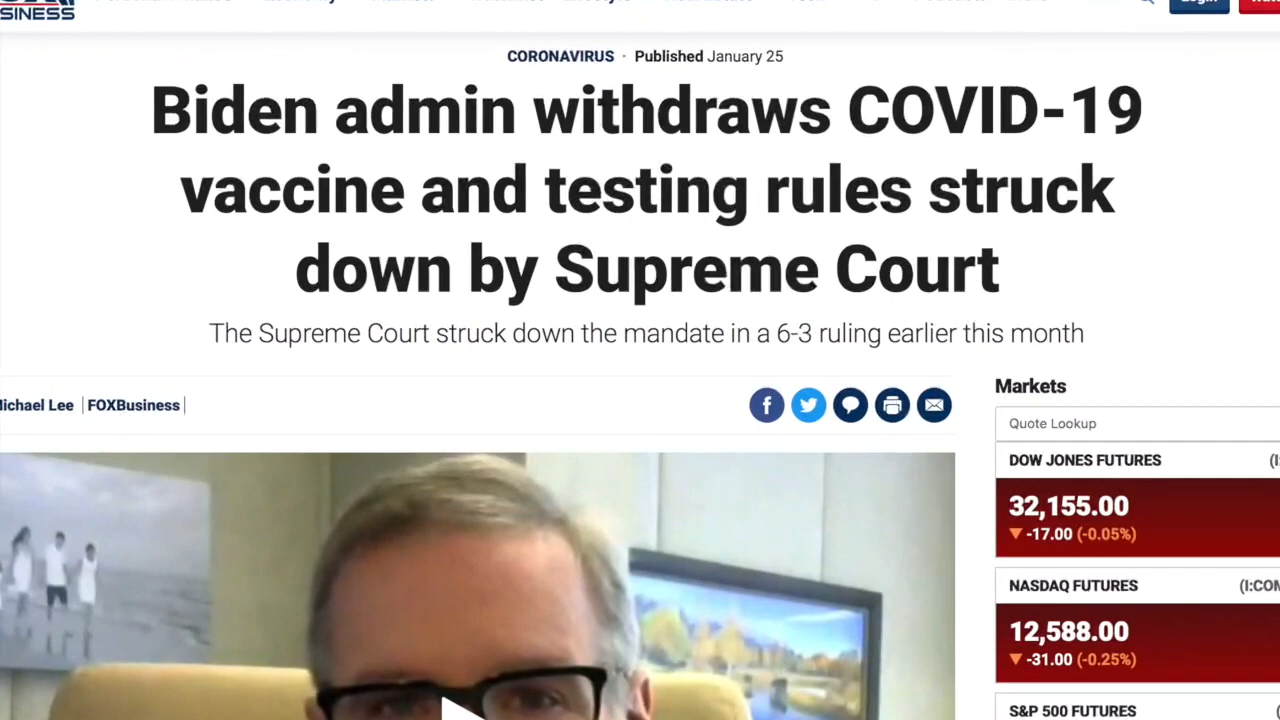 SINESS
CORONAVIRUS · Published January 25
Biden admin withdraws COVID-19
vaccine and testing rules struck
down by Supreme Court
The Supreme Court struck down the mandate in a 6-3 ruling earlier this month
ichael Lee | FOXBusiness |
Markets
Quote Lookup
DOW JONES FUTURES (I:
32,155.00
▼ -17.00 (-0.05%)
NASDAQ FUTURES (I:COM
12,588.00
▼ -31.00 (-0.25%)
S&P 500 FUTURES